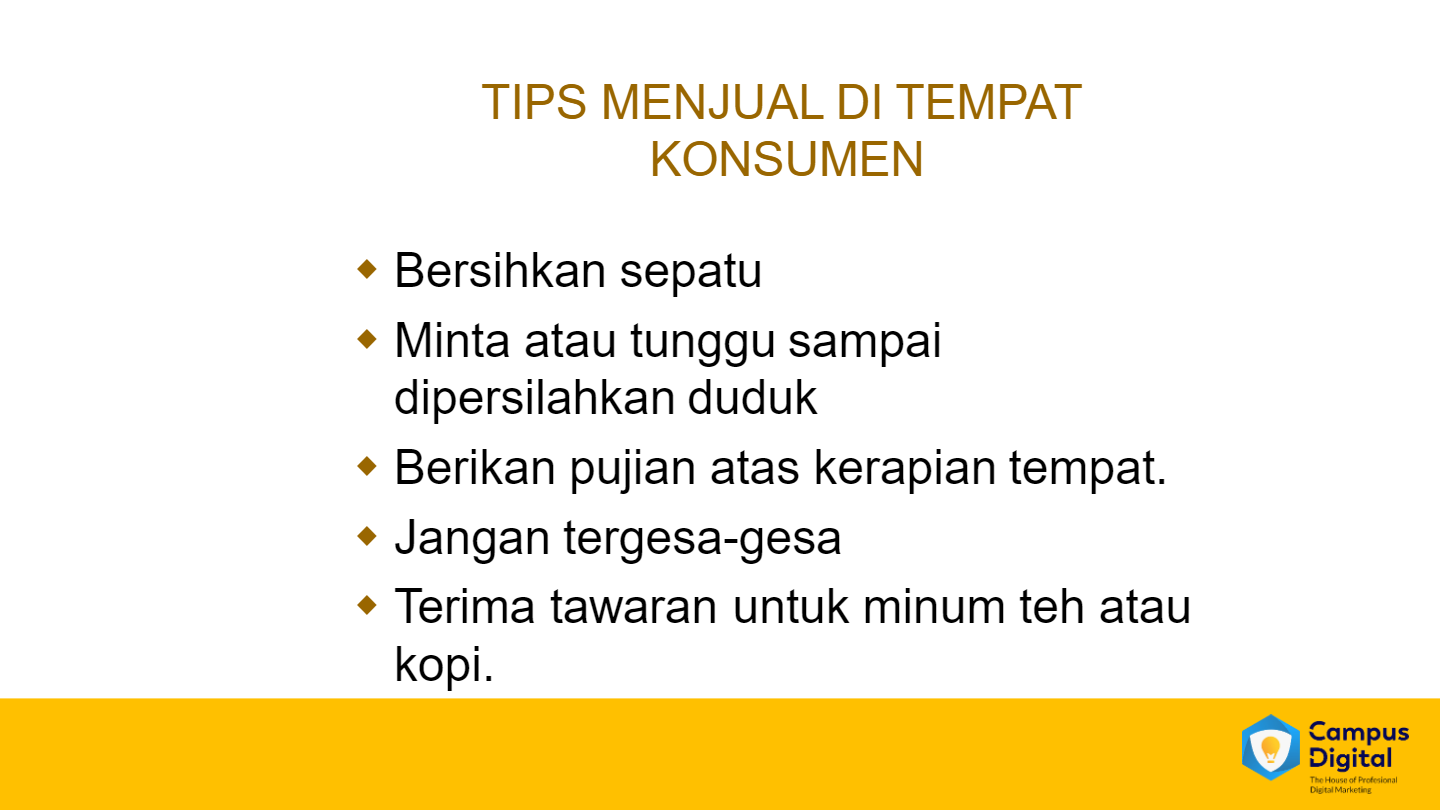 TIPS MENJUAL DI TEMPAT
KONSUMEN
Bersihkan sepatu
Minta atau tunggu sampai
dipersilahkan duduk
Berikan pujian atas kerapian tempat.
Jangan tergesa-gesa
Terima tawaran untuk minum teh atau
kopi.
Campus
Digital
The House of Profesional
Digital Marketing